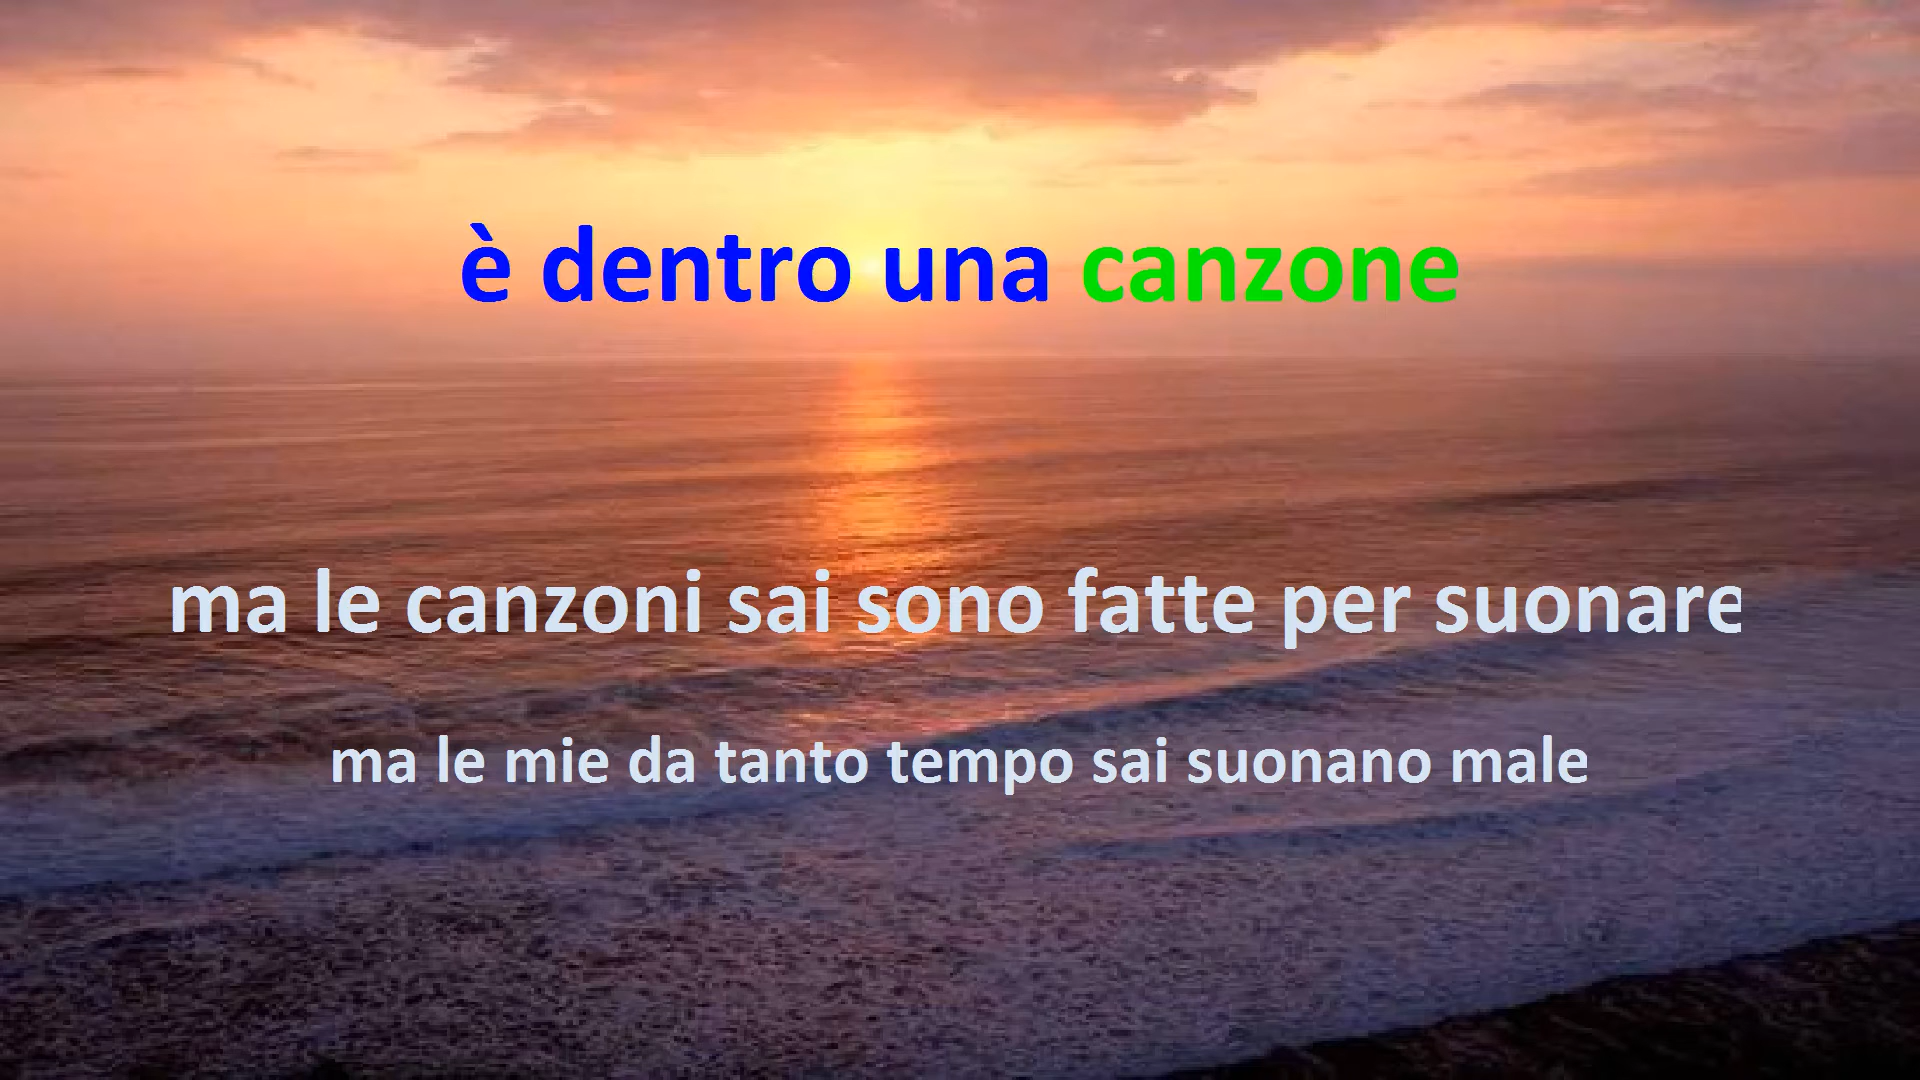 è dentro una canzone
ma le canzoni sai sono fatte per suonare
ma le mie da tanto tempo sai suonano male